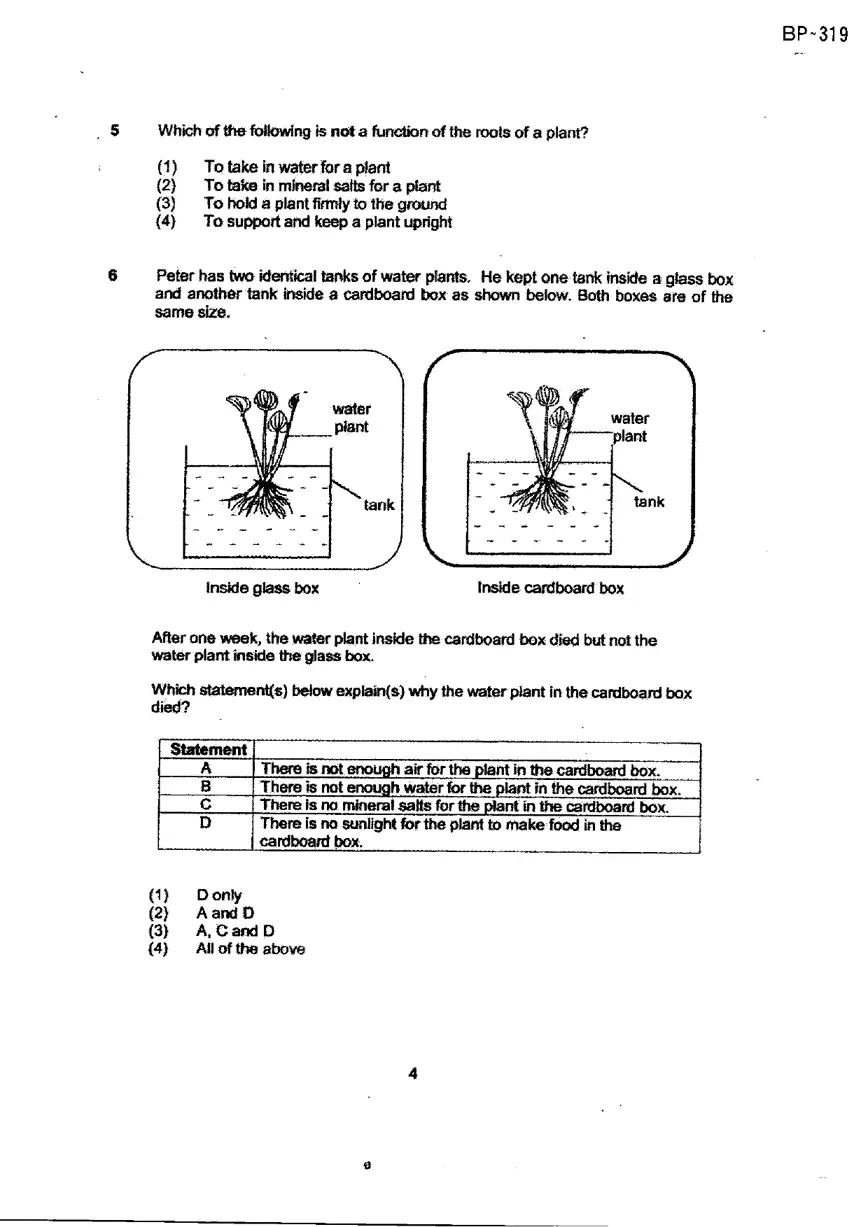 BP-319
5 Which of the following is not a function of the roots of a plant?
(1) To take in water for a plant
(2) To take in mineral salts for a plant
(3) To hold a plant firmly to the ground
(4) To support and keep a plant upright
6 Peter has two identical tanks of water plants. He kept one tank inside a glass box
and another tank inside a cardboard box as shown below. Both boxes are of the
same size.
water
plant
tank
water
plant
tank
Inside glass box
Inside cardboard box
After one week, the water plant inside the cardboard box died but not the
water plant inside the glass box.
Which statement(s) below explain(s) why the water plant in the cardboard box
died?
Statement
A There is not enough air for the plant in the cardboard box.
B There is not enough water for the plant in the cardboard box.
C There is no mineral salts for the plant in the cardboard box.
D There is no sunlight for the plant to make food in the
cardboard box.
(1) D only
(2) A and D
(3) A, C and D
(4) All of the above
4